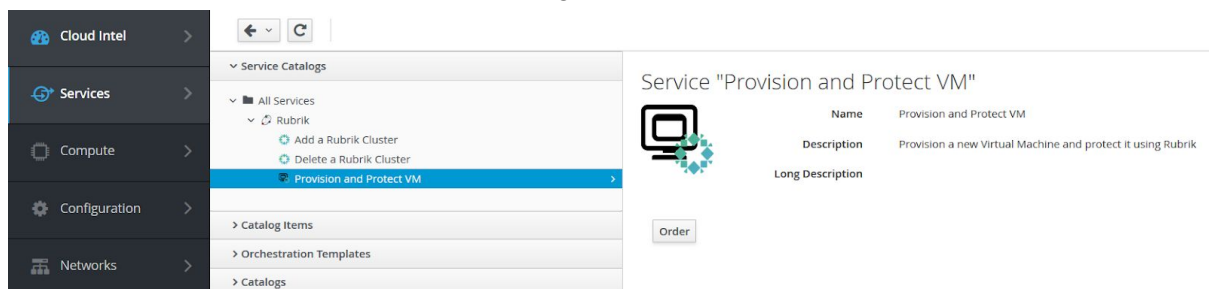 Cloud Intel
Services
Compute
Configuration
Networks
Service Catalogs
All Services
Rubrik
Add a Rubrik Cluster
Delete a Rubrik Cluster
Provision and Protect VM
Catalog Items
Orchestration Templates
Catalogs
Service "Provision and Protect VM"
Name Provision and Protect VM
Description Provision a new Virtual Machine and protect it using Rubrik
Long Description
Order